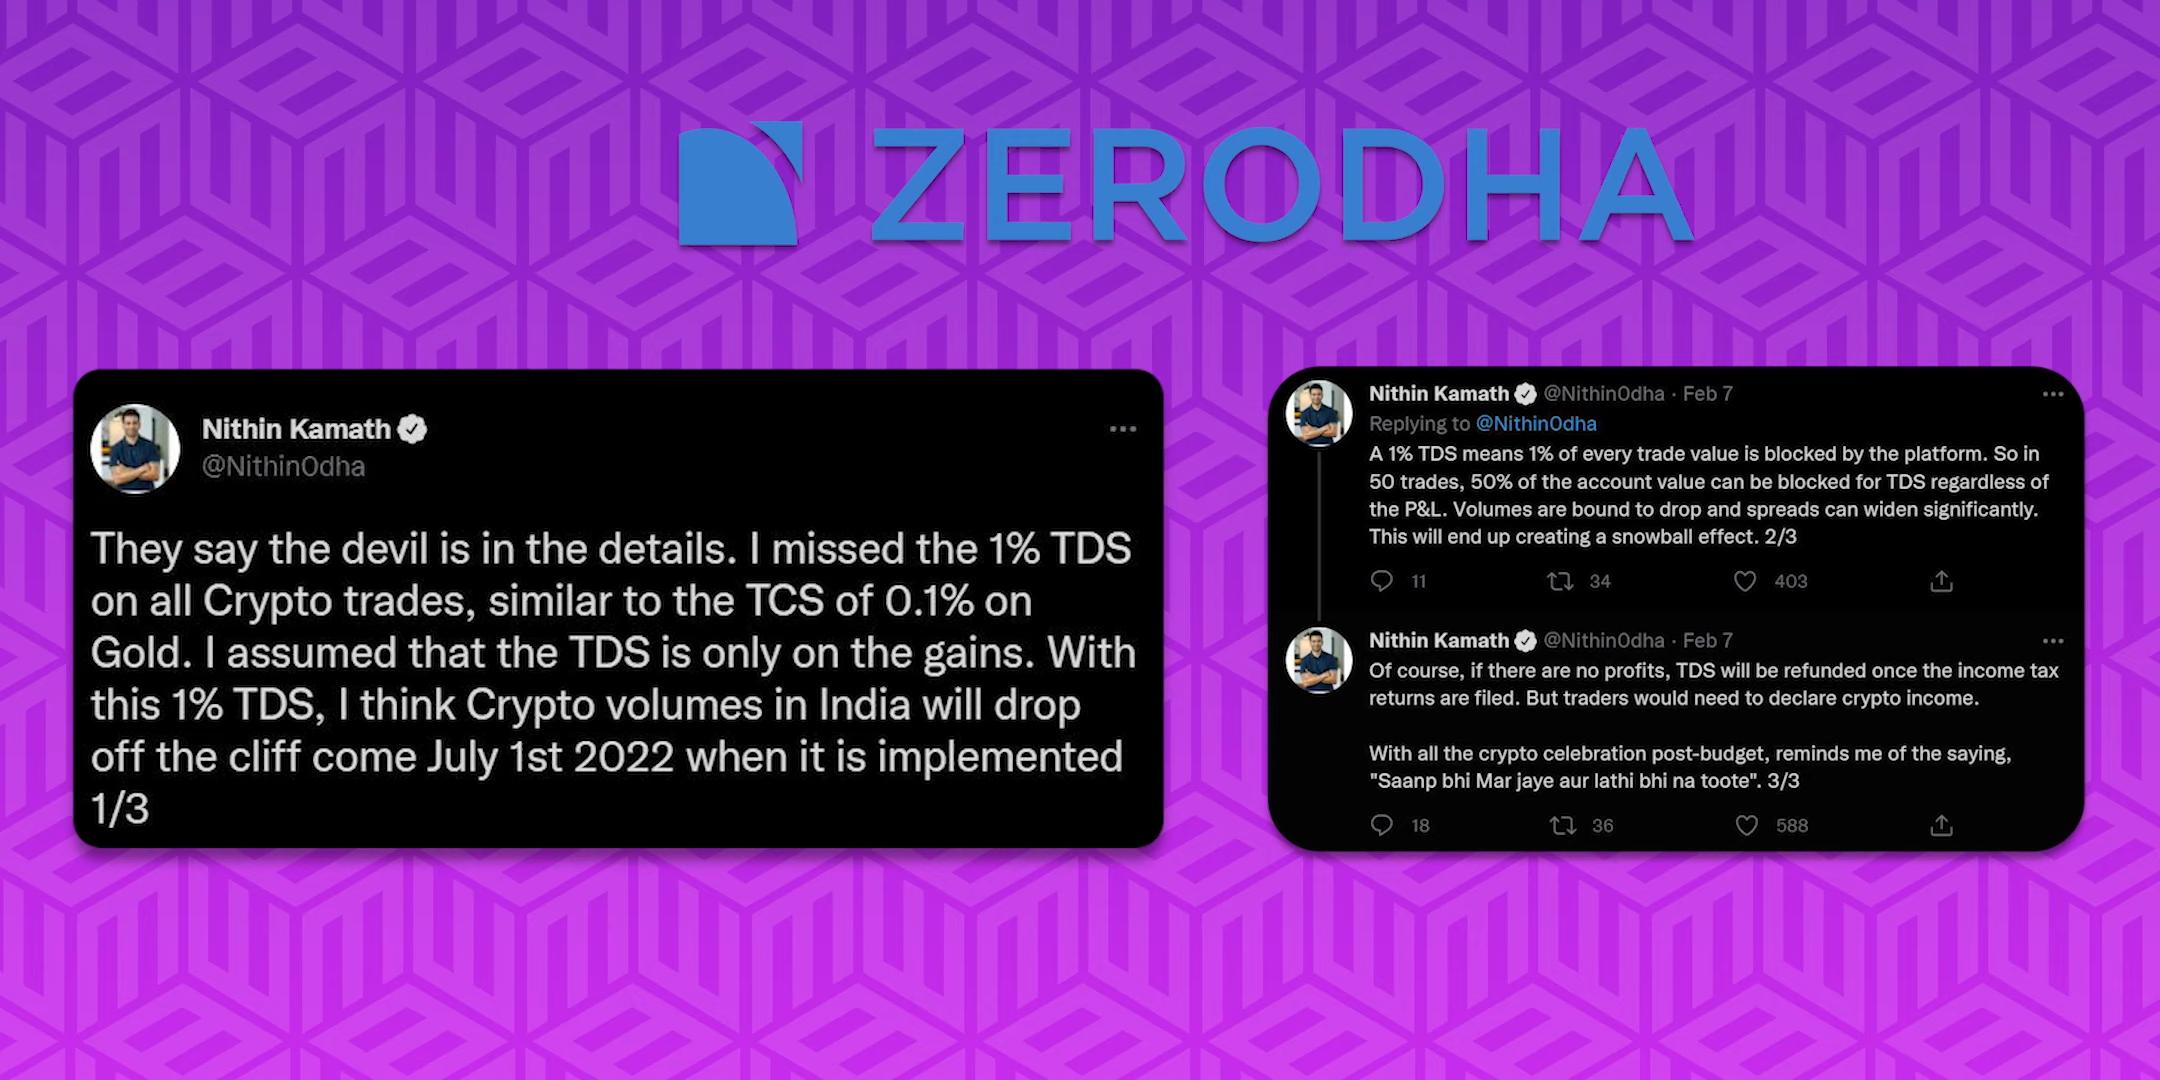 ZERODHA
Nithin Kamath
@Nithin0dha
They say the devil is in the details. I missed the 1% TDS
on all Crypto trades, similar to the TCS of 0.1% on
Gold. I assumed that the TDS is only on the gains. With
this 1% TDS, I think Crypto volumes in India will drop
off the cliff come July 1st 2022 when it is implemented
1/3
Nithin Kamath @Nithin0dha · Feb 7
Replying to @Nithin0dha
A 1% TDS means 1% of every trade value is blocked by the platform. So in
50 trades, 50% of the account value can be blocked for TDS regardless of
the P&L. Volumes are bound to drop and spreads can widen significantly.
This will end up creating a snowball effect. 2/3
11 34 403
Nithin Kamath @Nithin0dha · Feb 7
Of course, if there are no profits, TDS will be refunded once the income tax
returns are filed. But traders would need to declare crypto income.
With all the crypto celebration post-budget, reminds me of the saying,
"Saanp bhi Mar jaye aur lathi bhi na toote". 3/3
18 36 588